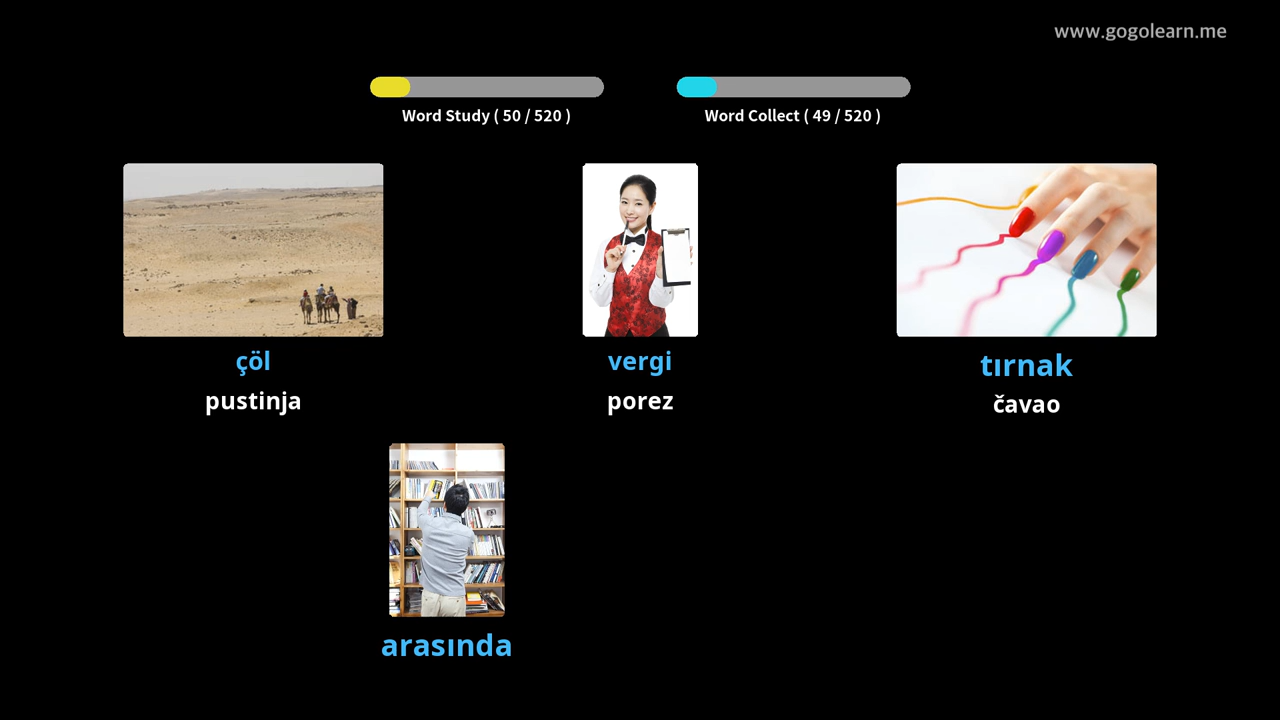 www.gogolearn.me
Word Study ( 50 / 520 )
Word Collect ( 49 / 520 )
çöl
vergi
tırnak
pustinja
porez
čavao
arasında